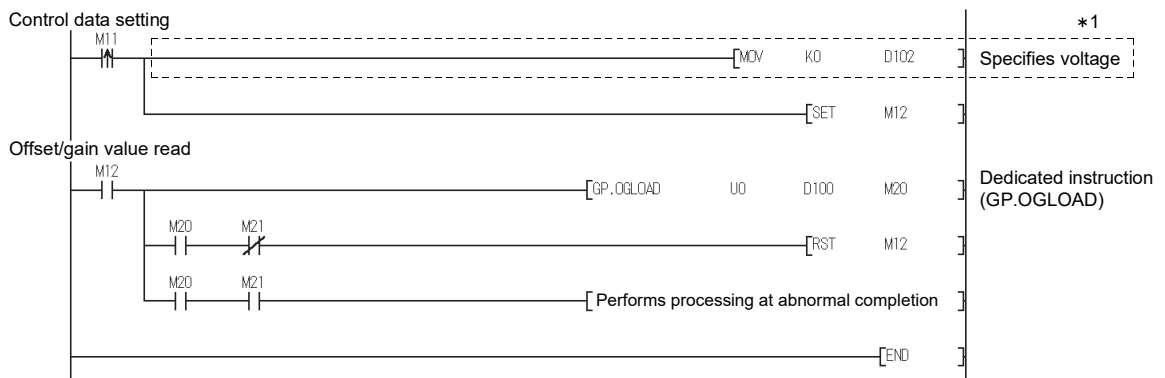 Control data setting
*1
M11
[MOV K0 D102 ] Specifies voltage
[SET M12 ]
Offset/gain value read
M12
[GP.OGLOAD U0 D100 M20 ] Dedicated instruction
(GP.OGLOAD)
M20 M21
[RST M12 ]
M20 M21
[ Performs processing at abnormal completion ]
[END ]